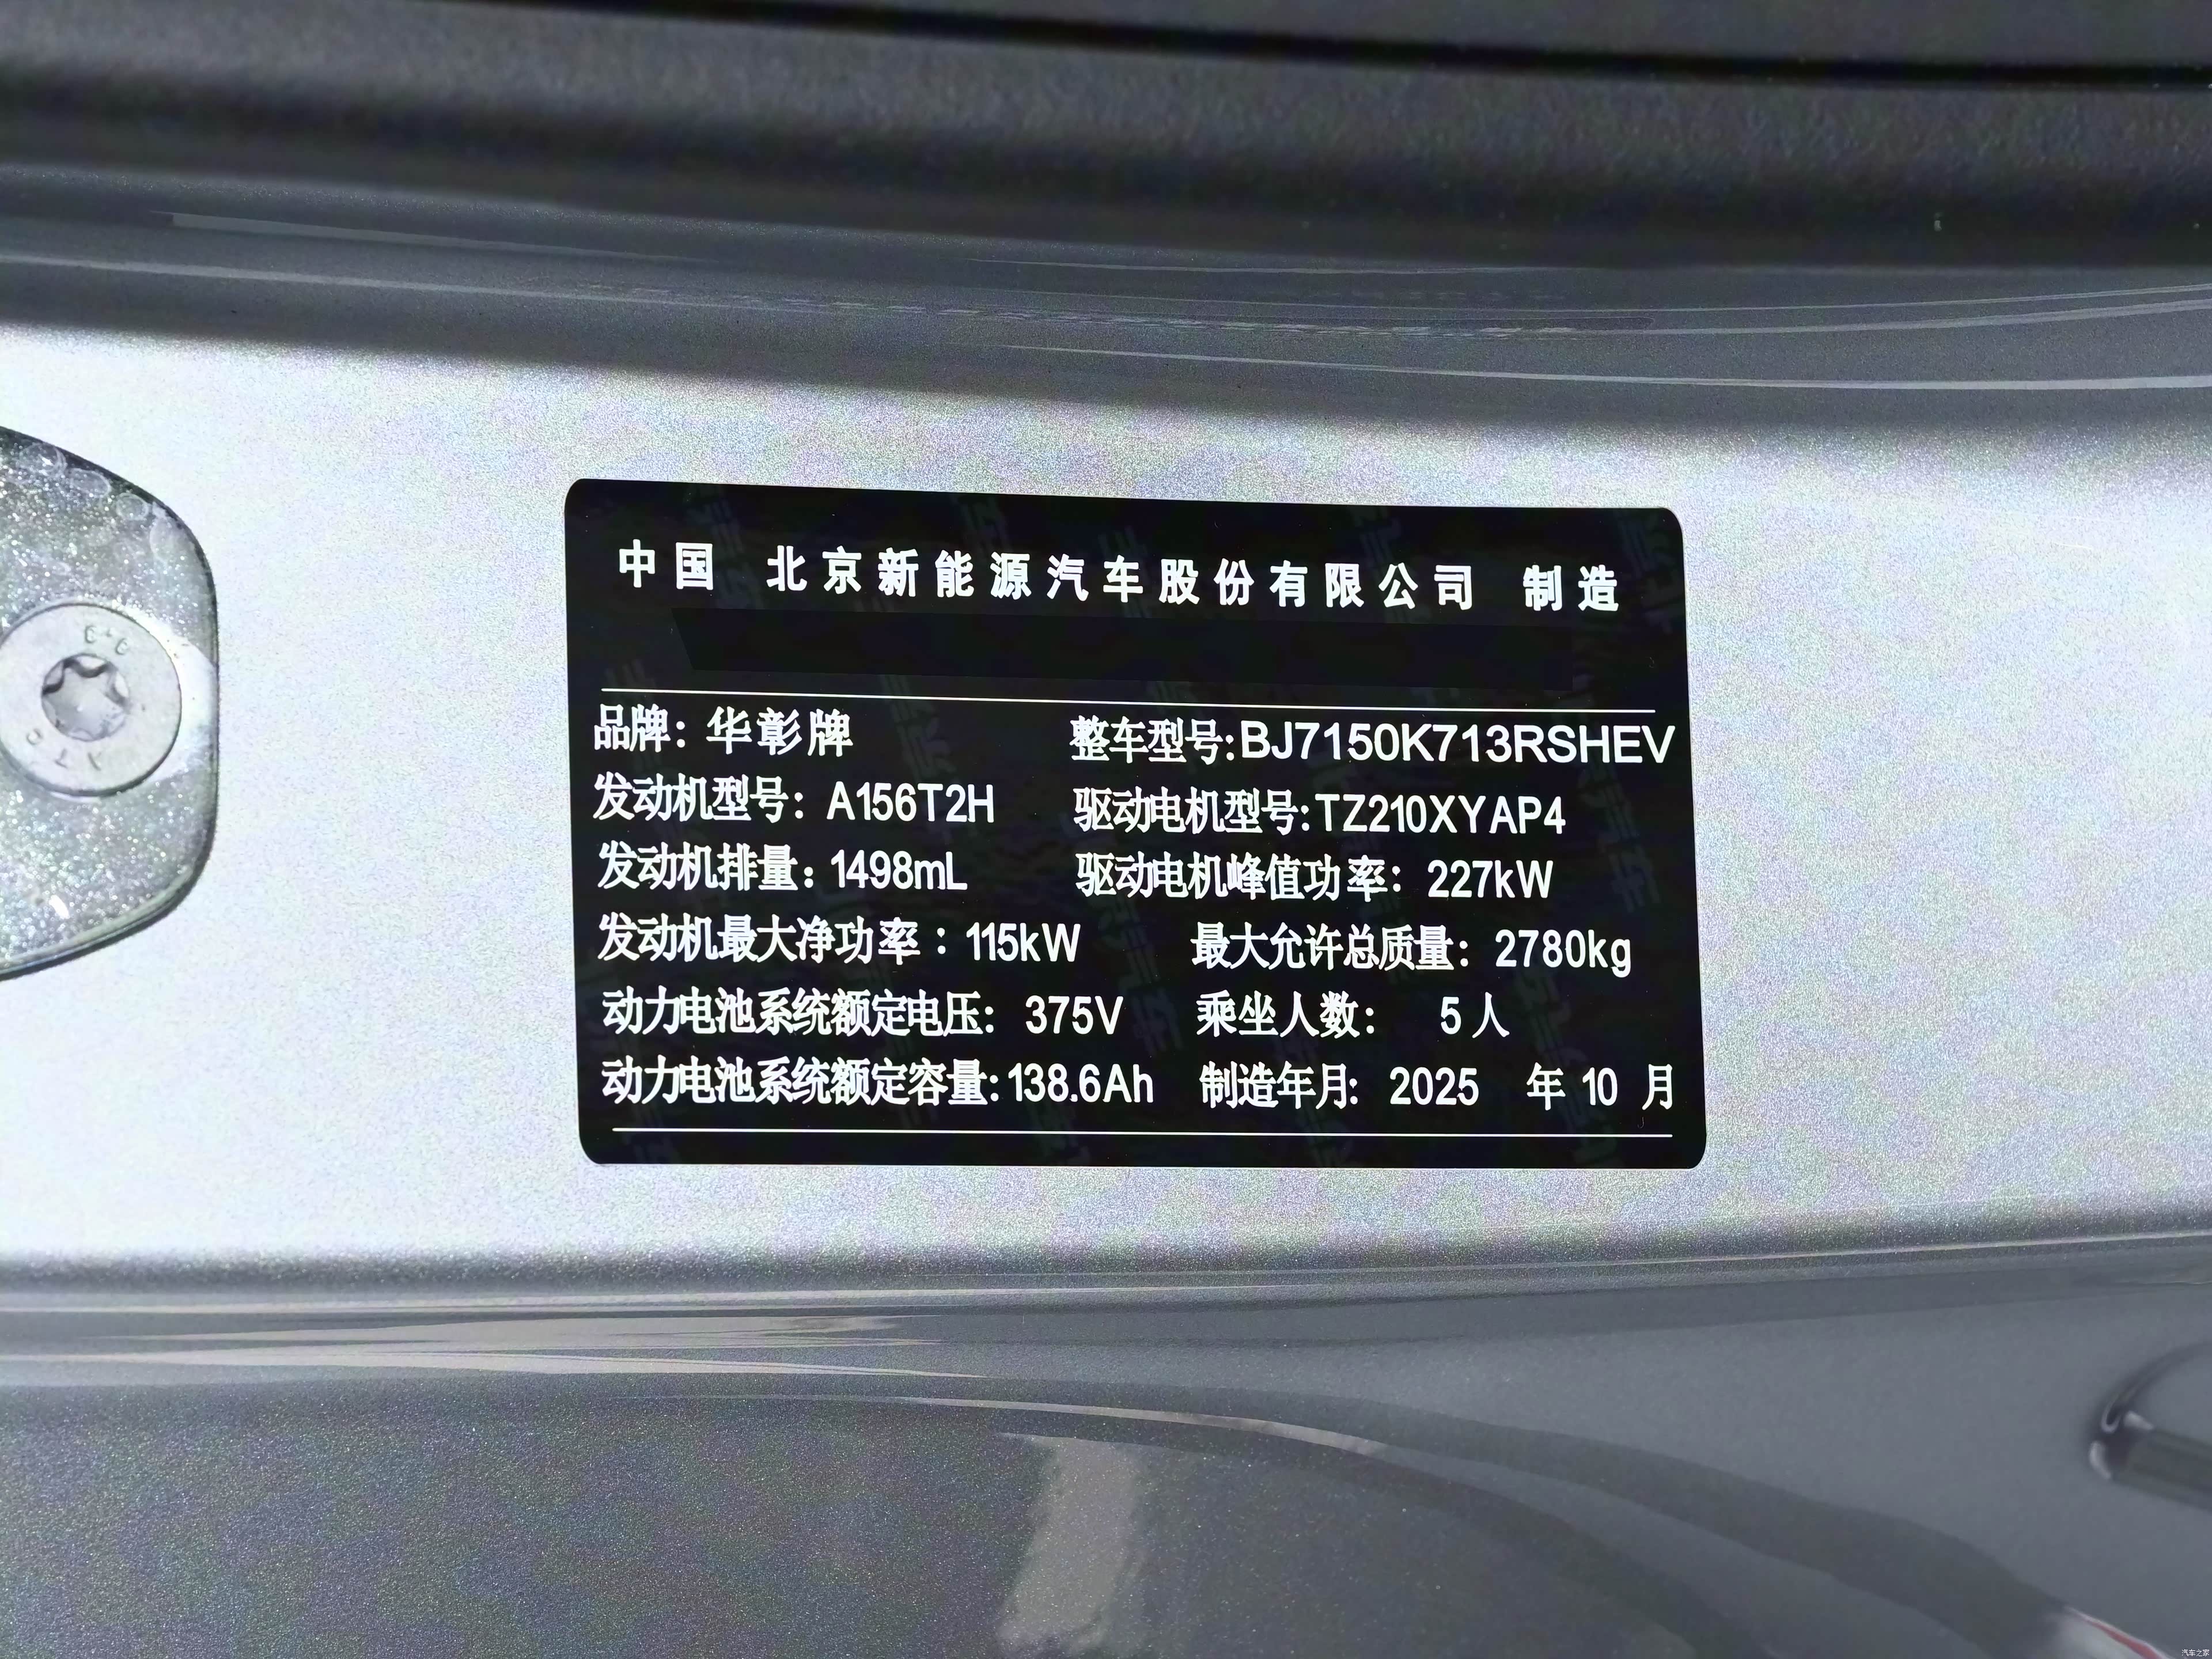 中国 北京新能源汽车股份有限公司 制造
品牌：华彰牌 整车型号：BJ7150K713RSHEV
发动机型号：A156T2H 驱动电机型号：TZ210XYAP4
发动机排量：1498mL 驱动电机峰值功率：227kW
发动机最大净功率：115kW 最大允许总质量：2780kg
动力电池系统额定电压：375V 乘坐人数：5人
动力电池系统额定容量：138.6Ah 制造年月：2025 年 10 月
汽车之家